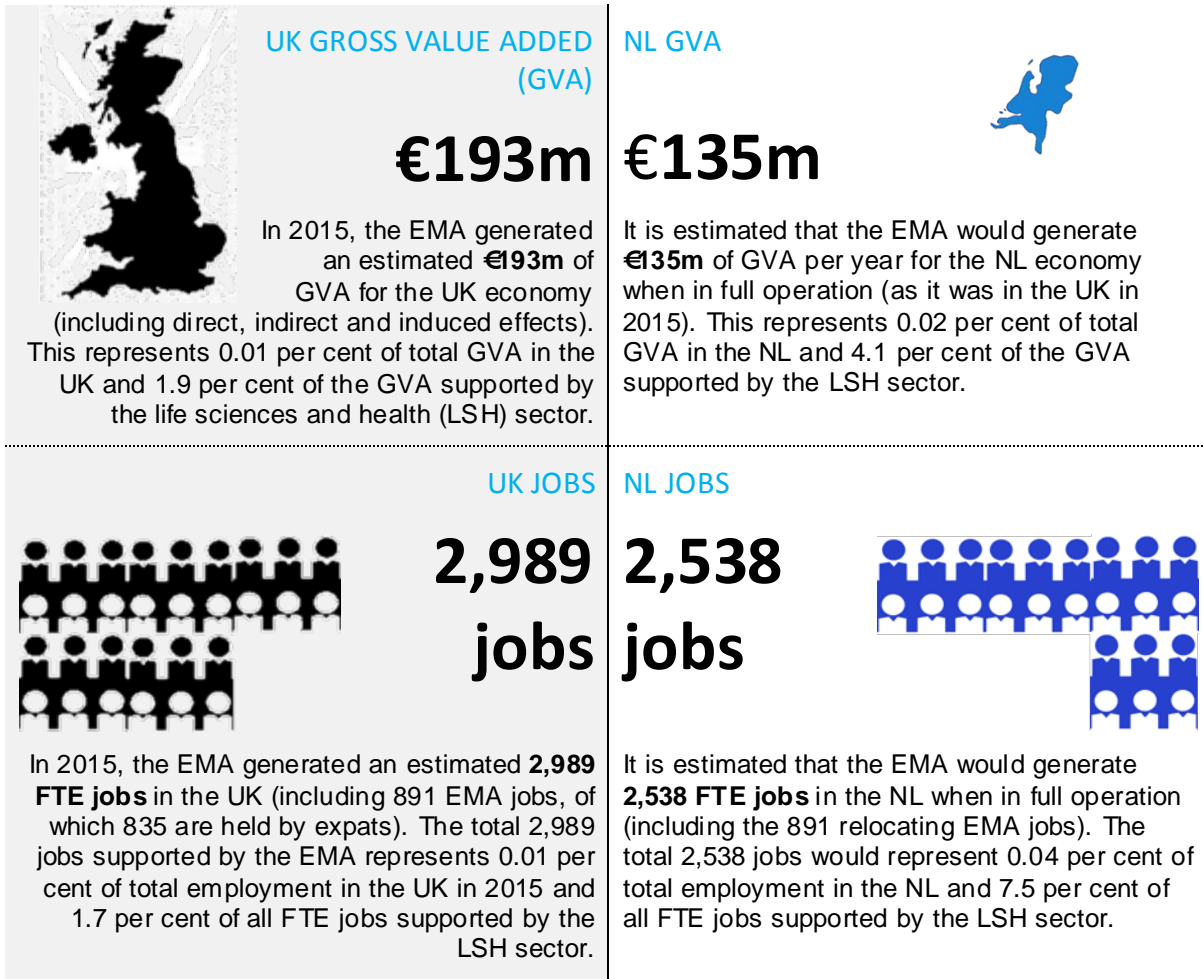 UK GROSS VALUE ADDED
(GVA)
€193m
In 2015, the EMA generated
an estimated €193m of
GVA for the UK economy
(including direct, indirect and induced effects).
This represents 0.01 per cent of total GVA in the
UK and 1.9 per cent of the GVA supported by
the life sciences and health (LSH) sector.
NL GVA
€135m
It is estimated that the EMA would generate
€135m of GVA per year for the NL economy
when in full operation (as it was in the UK in
2015). This represents 0.02 per cent of total
GVA in the NL and 4.1 per cent of the GVA
supported by the LSH sector.
UK JOBS
2,989
jobs
In 2015, the EMA generated an estimated 2,989
FTE jobs in the UK (including 891 EMA jobs, of
which 835 are held by expats). The total 2,989
jobs supported by the EMA represents 0.01 per
cent of total employment in the UK in 2015 and
1.7 per cent of all FTE jobs supported by the
LSH sector.
NL JOBS
2,538
jobs
It is estimated that the EMA would generate
2,538 FTE jobs in the NL when in full operation
(including the 891 relocating EMA jobs). The
total 2,538 jobs would represent 0.04 per cent of
total employment in the NL and 7.5 per cent of
all FTE jobs supported by the LSH sector.